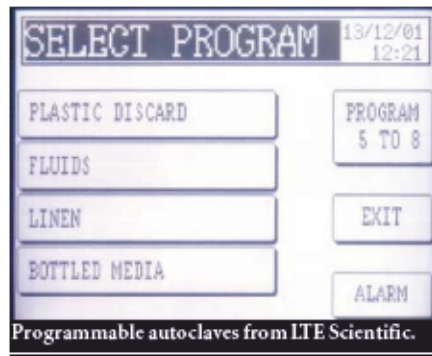 SELECT PROGRAM
13/12/01
12:21
PLASTIC DISCARD
FLUIDS
LINEN
BOTTLED MEDIA
PROGRAM
5 TO 8
EXIT
ALARM
Programmable autoclaves from LTE Scientific.